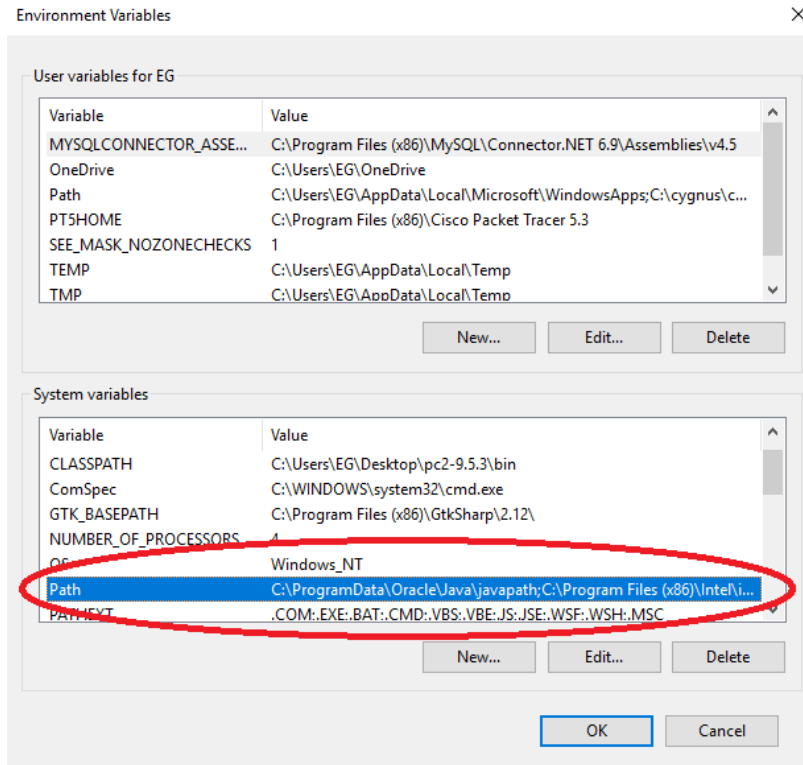 Environment Variables
User variables for EG
Variable Value
MYSQLCONNECTOR_ASSE... C:\Program Files (x86)\MySQL\Connector.NET 6.9\Assemblies\v4.5
OneDrive C:\Users\EG\OneDrive
Path C:\Users\EG\AppData\Local\Microsoft\WindowsApps;C:\cygnus\c...
PT5HOME C:\Program Files (x86)\Cisco Packet Tracer 5.3
SEE_MASK_NOZONECHECKS 1
TEMP C:\Users\EG\AppData\Local\Temp
TMP C:\Users\EG\AppData\Local\Temp
New... Edit... Delete
System variables
Variable Value
CLASSPATH C:\Users\EG\Desktop\pc2-9.5.3\bin
ComSpec C:\WINDOWS\system32\cmd.exe
GTK_BASEPATH C:\Program Files (x86)\GtkSharp\2.12\
NUMBER_OF_PROCESSORS 4
OS Windows_NT
Path C:\ProgramData\Oracle\Java\javapath;C:\Program Files (x86)\Intel\i...
PATHEXT .COM;.EXE;.BAT;.CMD;.VBS;.VBE;.JS;.JSE;.WSF;.WSH;.MSC
New... Edit... Delete
OK Cancel